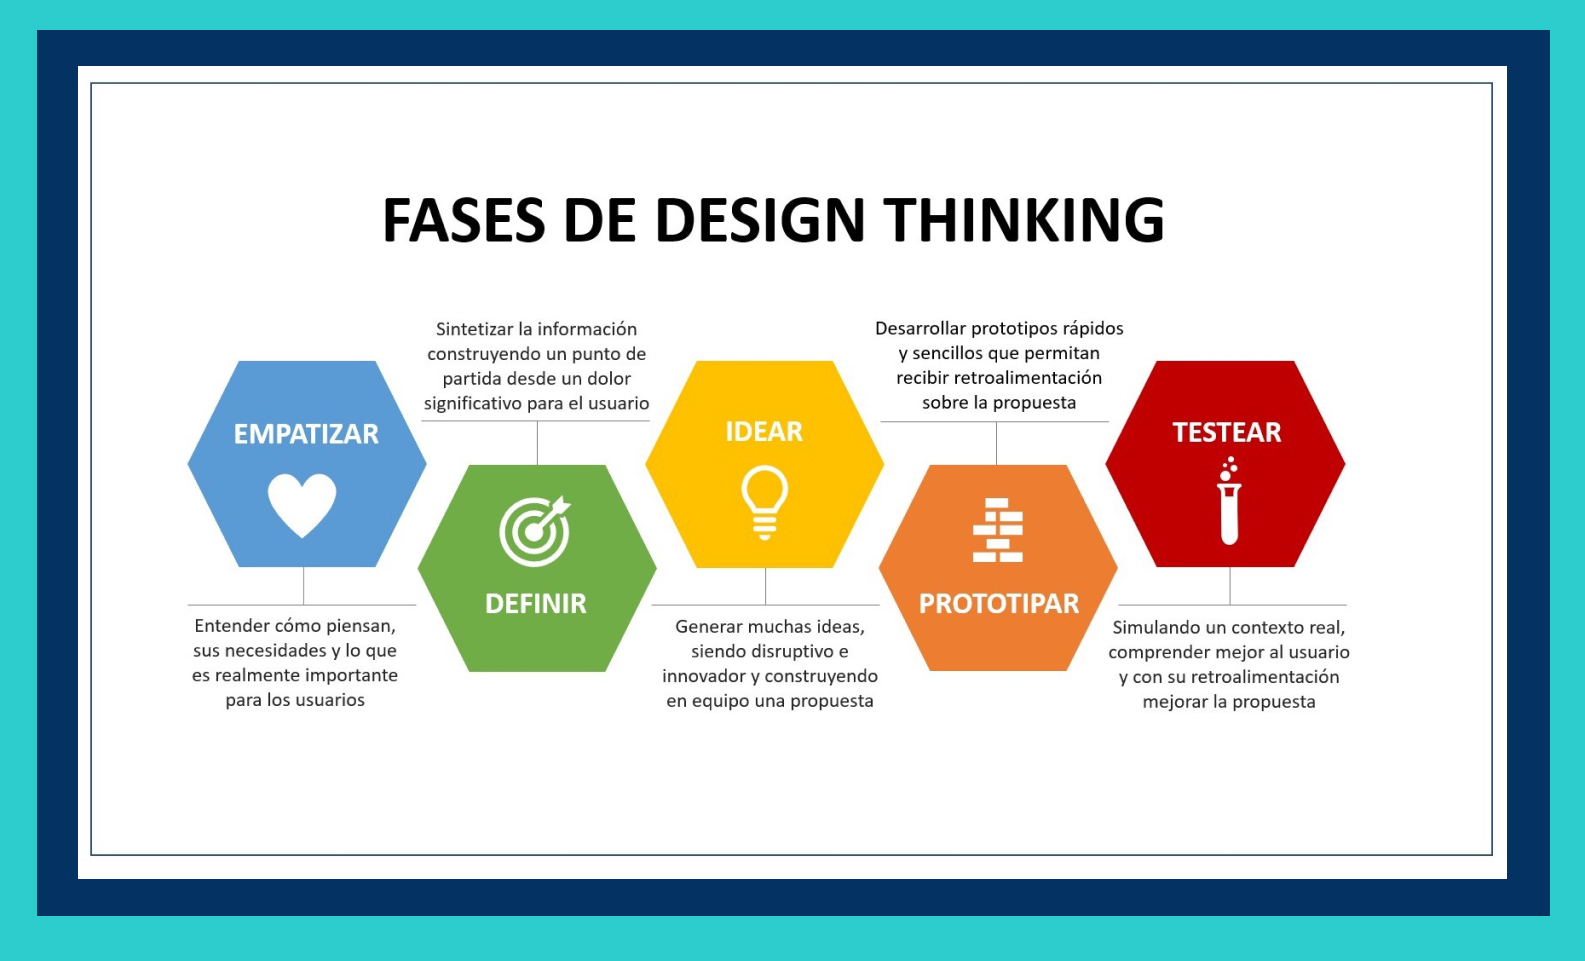 FASES DE DESIGN THINKING
EMPATIZAR
Entender cómo piensan,
sus necesidades y lo que
es realmente importante
para los usuarios
Sintetizar la información
construyendo un punto de
partida desde un dolor
significativo para el usuario
DEFINIR
IDEAR
Generar muchas ideas,
siendo disruptivo e
innovador y construyendo
en equipo una propuesta
Desarrollar prototipos rápidos
y sencillos que permitan
recibir retroalimentación
sobre la propuesta
PROTOTIPAR
TESTEAR
Simulando un contexto real,
comprender mejor al usuario
y con su retroalimentación
mejorar la propuesta